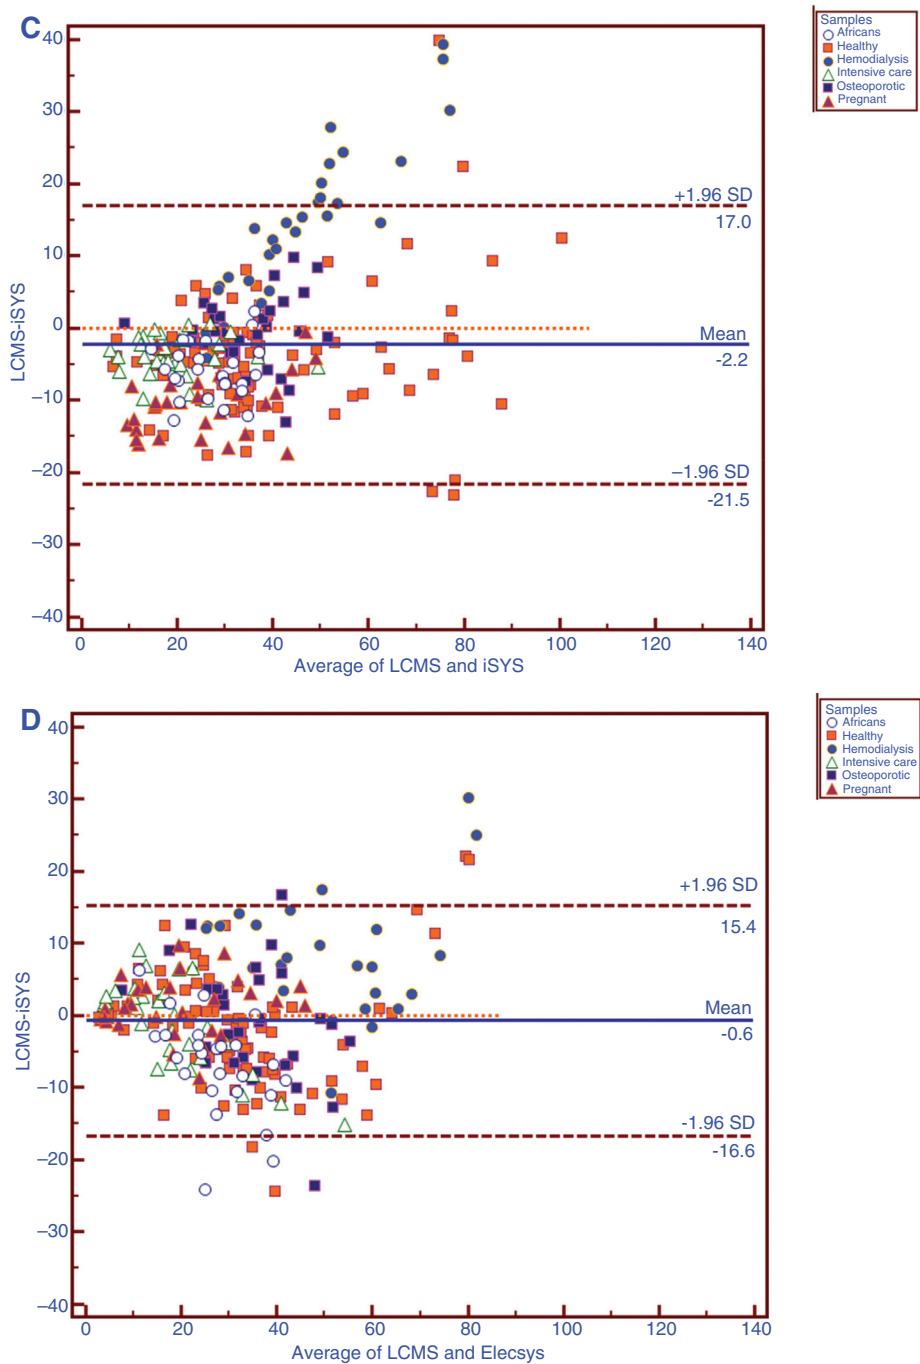 C
Samples
Africans
Healthy
Hemodialysis
Intensive care
Osteoporotic
Pregnant
40
30
20
10
0
–10
–20
–30
–40
LCMS-iSYS
+1.96 SD
17.0
Mean
-2.2
–1.96 SD
-21.5
0 20 40 60 80 100 120 140
Average of LCMS and iSYS
D
Samples
Africans
Healthy
Hemodialysis
Intensive care
Osteoporotic
Pregnant
40
30
20
10
0
–10
–20
–30
–40
LCMS-iSYS
+1.96 SD
15.4
Mean
-0.6
-1.96 SD
-16.6
0 20 40 60 80 100 120 140
Average of LCMS and Elecsys